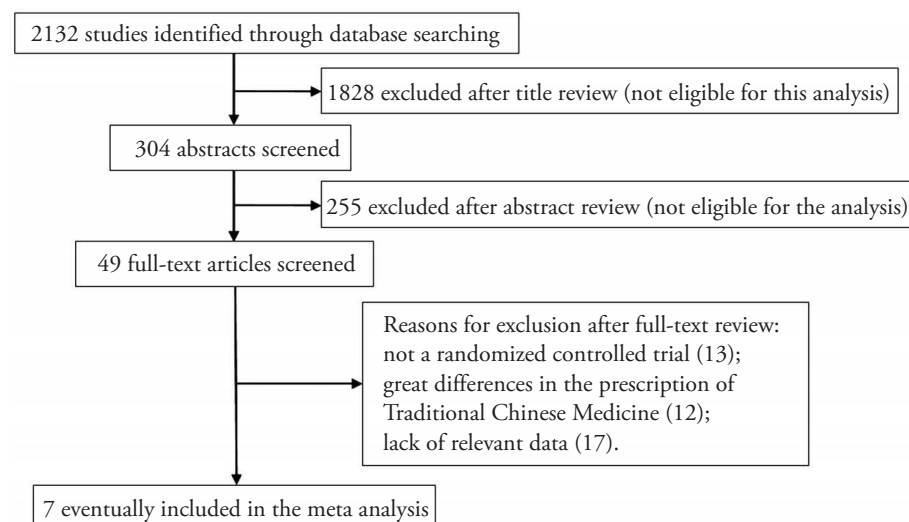 2132 studies identified through database searching
1828 excluded after title review (not eligible for this analysis)
304 abstracts screened
255 excluded after abstract review (not eligible for the analysis)
49 full-text articles screened
Reasons for exclusion after full-text review:
not a randomized controlled trial (13);
great differences in the prescription of
Traditional Chinese Medicine (12);
lack of relevant data (17).
7 eventually included in the meta analysis